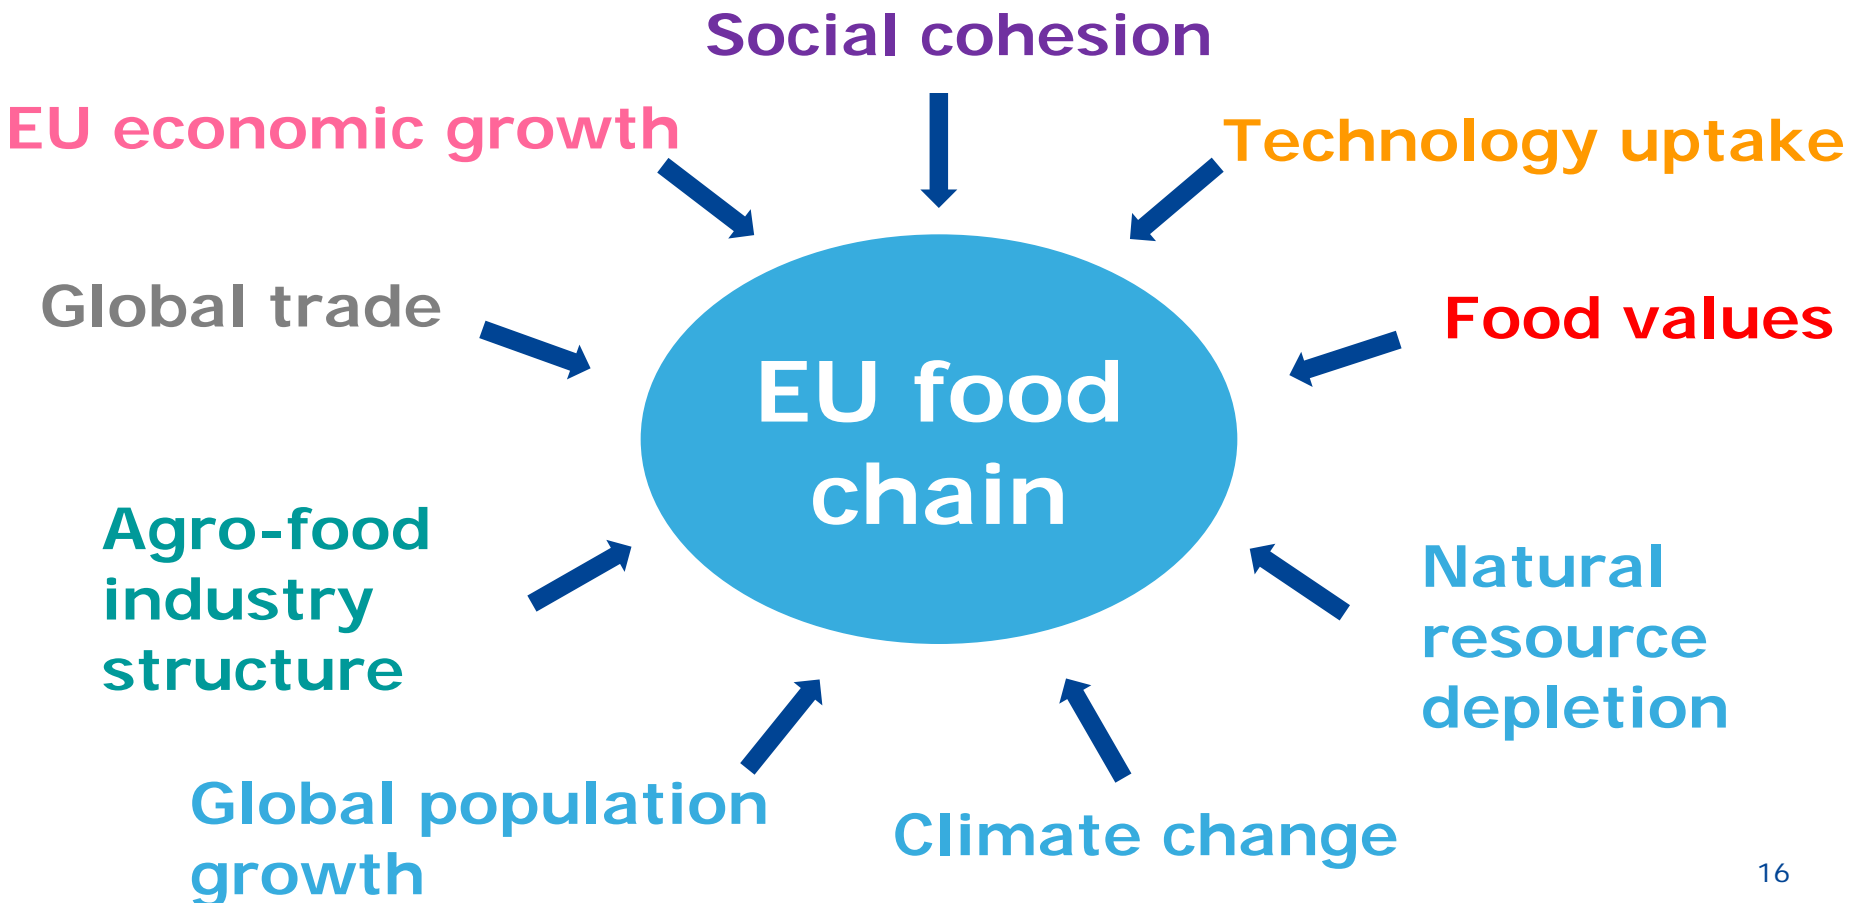 Social cohesion
EU economic growth
Technology uptake
Global trade
Food values
EU food
chain
Agro-food
industry
structure
Natural
resource
depletion
Global population
growth
Climate change
16